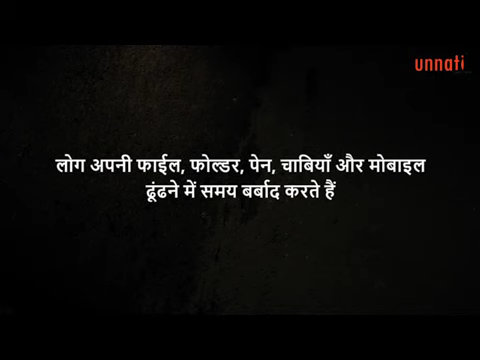 unnati
लोग अपनी फाईल, फोल्डर, पेन, चाबियाँ और मोबाइल
ढूंढने में समय बर्बाद करते हैं